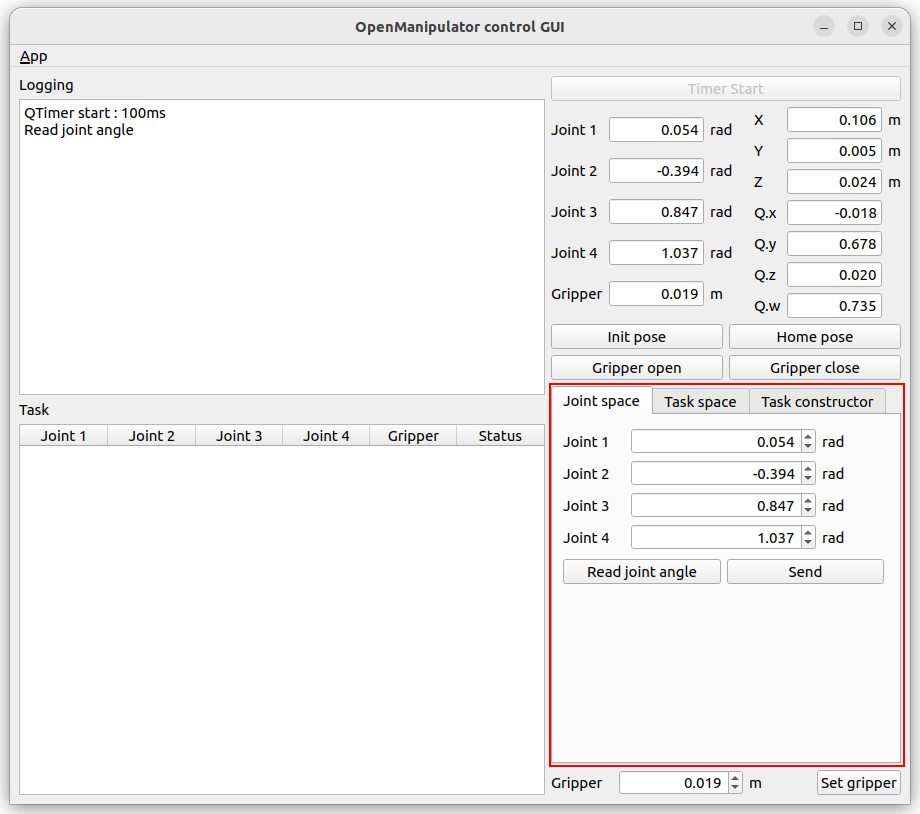 OpenManipulator control GUI
App
Logging
QTimer start : 100ms
Read joint angle
Timer Start
Joint 1 0.054 rad
Joint 2 -0.394 rad
Joint 3 0.847 rad
Joint 4 1.037 rad
Gripper 0.019 m
X 0.106 m
Y 0.005 m
Z 0.024 m
Q.x -0.018
Q.y 0.678
Q.z 0.020
Q.w 0.735
Init pose Home pose
Gripper open Gripper close
Task
Joint 1 Joint 2 Joint 3 Joint 4 Gripper Status
Joint space Task space Task constructor
Joint 1 0.054 rad
Joint 2 -0.394 rad
Joint 3 0.847 rad
Joint 4 1.037 rad
Read joint angle Send
Gripper 0.019 m Set gripper